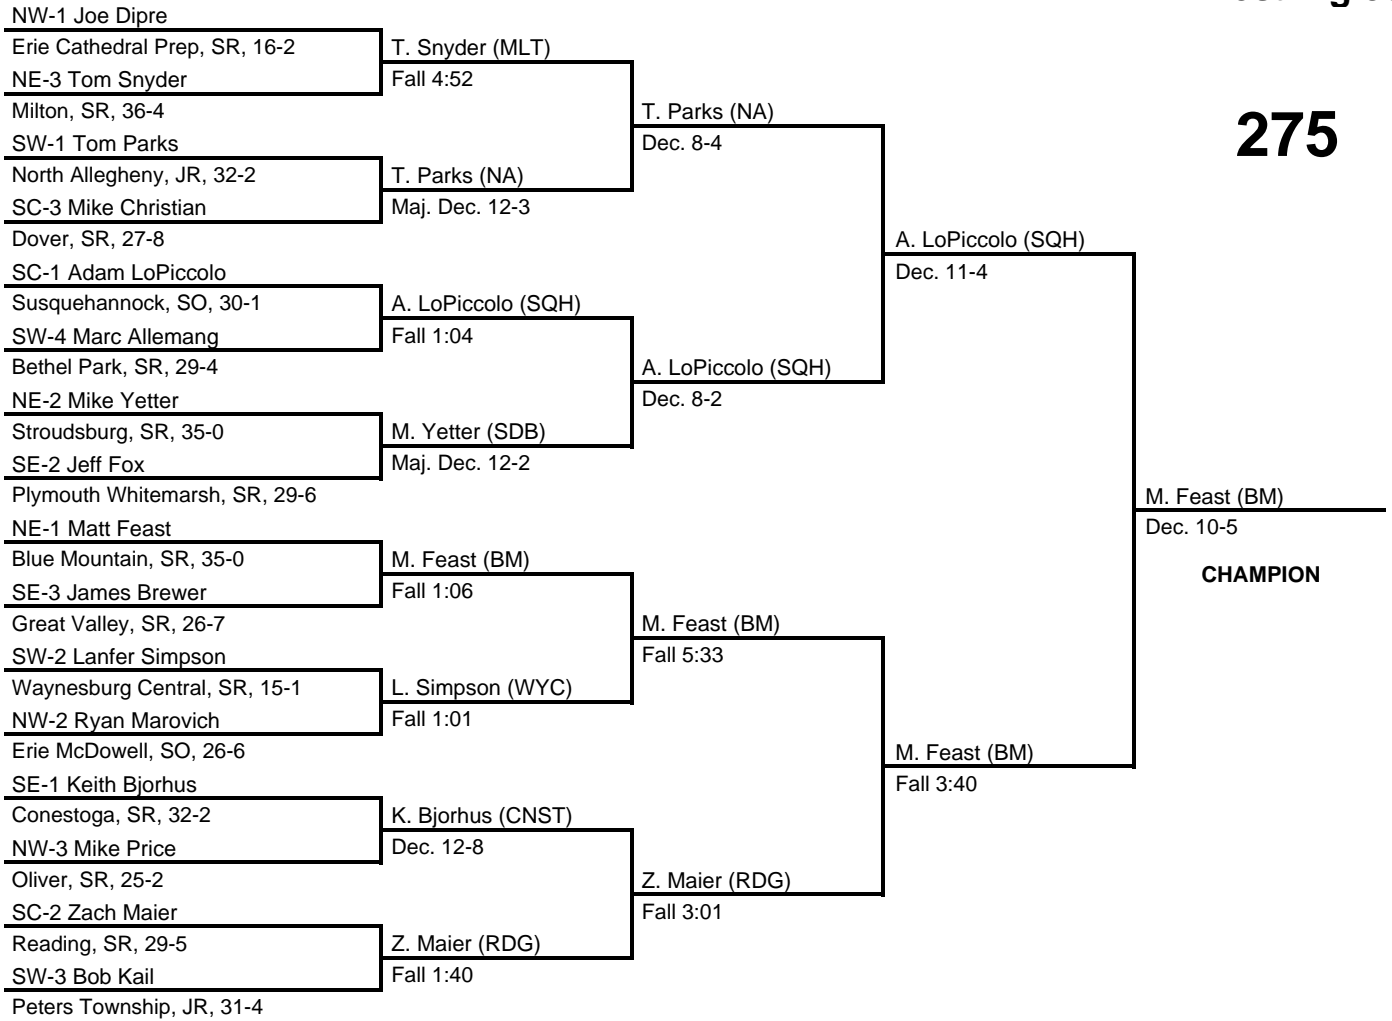 NW-1 Joe Dipre
Erie Cathedral Prep, SR, 16-2
NE-3 Tom Snyder
Milton, SR, 36-4
SW-1 Tom Parks
North Allegheny, JR, 32-2
SC-3 Mike Christian
Dover, SR, 27-8
SC-1 Adam LoPiccolo
Susquehannock, SO, 30-1
SW-4 Marc Allemang
Bethel Park, SR, 29-4
NE-2 Mike Yetter
Stroudsburg, SR, 35-0
SE-2 Jeff Fox
Plymouth Whitemarsh, SR, 29-6
NE-1 Matt Feast
Blue Mountain, SR, 35-0
SE-3 James Brewer
Great Valley, SR, 26-7
SW-2 Lanfer Simpson
Waynesburg Central, SR, 15-1
NW-2 Ryan Marovich
Erie McDowell, SO, 26-6
SE-1 Keith Bjorhus
Conestoga, SR, 32-2
NW-3 Mike Price
Oliver, SR, 25-2
SC-2 Zach Maier
Reading, SR, 29-5
SW-3 Bob Kail
Peters Township, JR, 31-4
T. Snyder (MLT)
Fall 4:52
T. Parks (NA)
Maj. Dec. 12-3
A. LoPiccolo (SQH)
Fall 1:04
M. Yetter (SDB)
Maj. Dec. 12-2
M. Feast (BM)
Fall 1:06
L. Simpson (WYC)
Fall 1:01
K. Bjorhus (CNST)
Dec. 12-8
Z. Maier (RDG)
Fall 1:40
T. Parks (NA)
Dec. 8-4
A. LoPiccolo (SQH)
Dec. 8-2
M. Feast (BM)
Fall 5:33
Z. Maier (RDG)
Fall 3:01
A. LoPiccolo (SQH)
Dec. 11-4
M. Feast (BM)
Fall 3:40
275
M. Feast (BM)
Dec. 10-5
CHAMPION